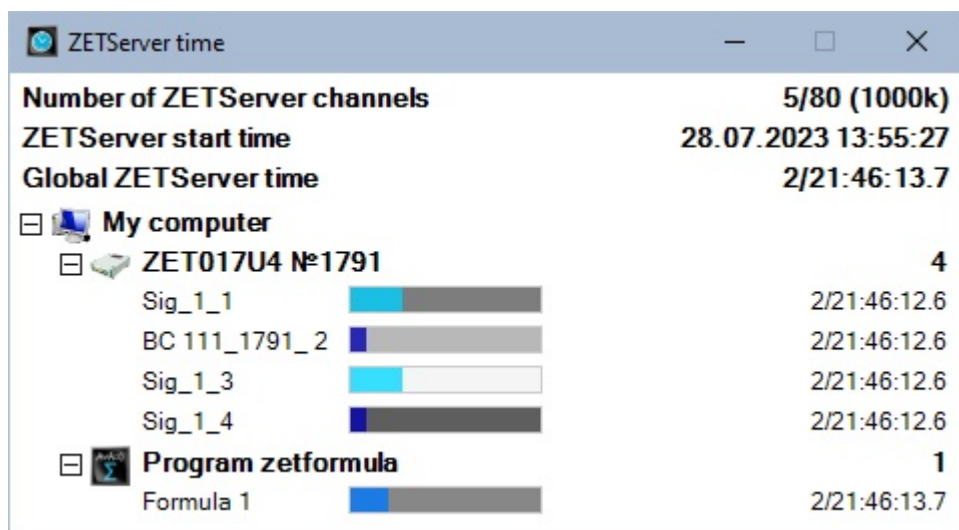 ZETServer time
Number of ZETServer channels 5/80 (1000k)
ZETServer start time 28.07.2023 13:55:27
Global ZETServer time 2/21:46:13.7
My computer
ZET017U4 №1791 4
Sig_1_1 2/21:46:12.6
BC 111_1791_ 2 2/21:46:12.6
Sig_1_3 2/21:46:12.6
Sig_1_4 2/21:46:12.6
Program zetformula 1
Formula 1 2/21:46:13.7